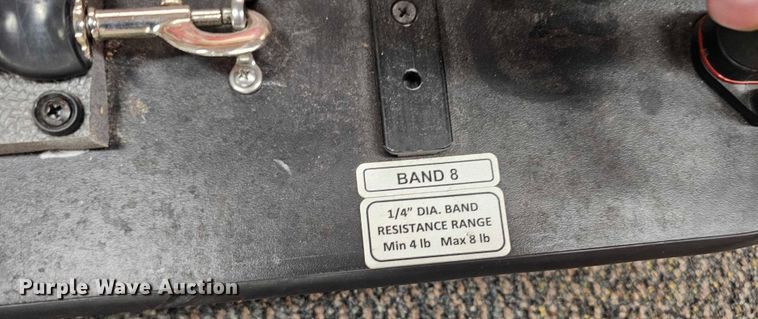 BAND 8
1/4" DIA. BAND
RESISTANCE RANGE
Min 4 lb Max 8 lb
Purple Wave Auction